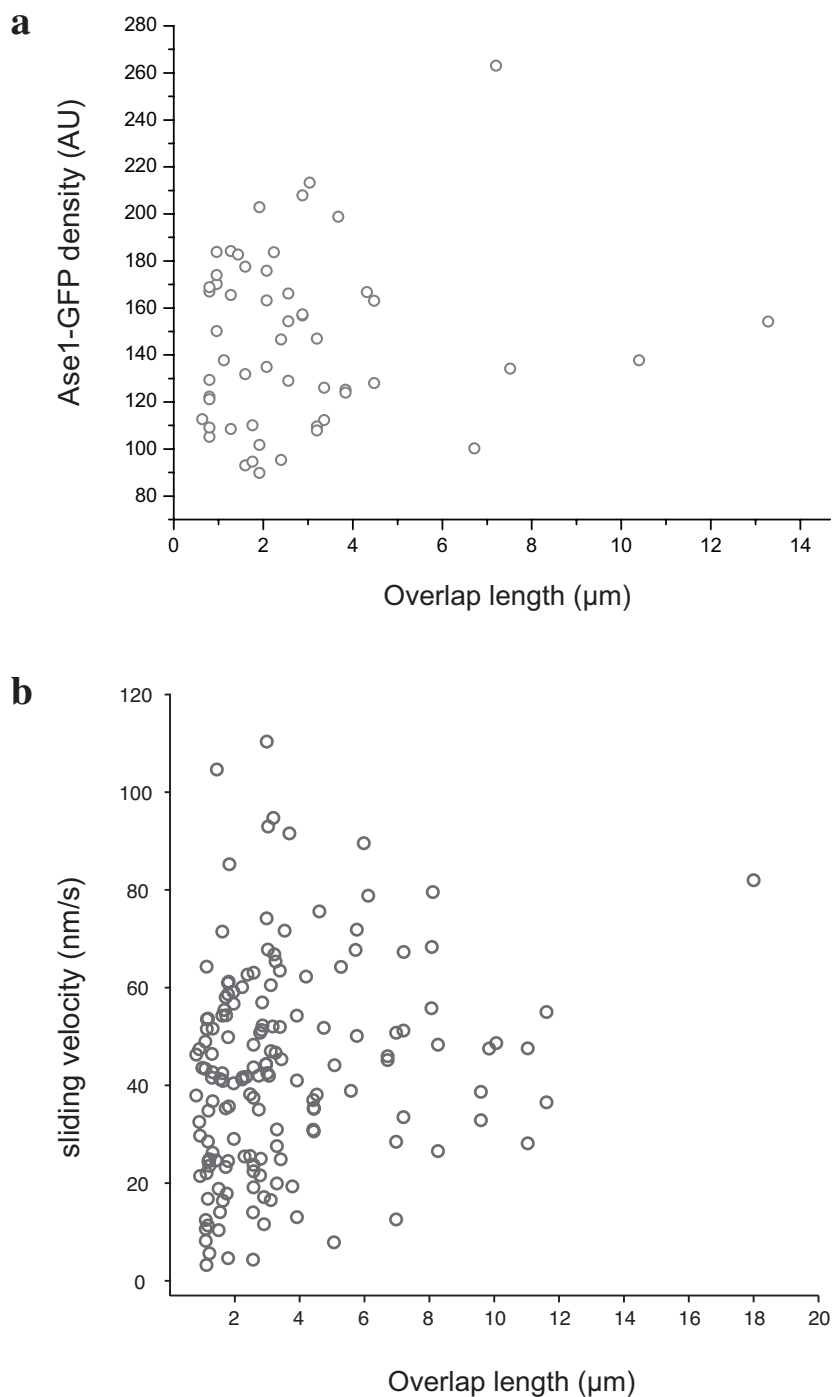 a
Ase1-GFP density (AU)
280
260
240
220
200
180
160
140
120
100
80
0 2 4 6 8 10 12 14
Overlap length (µm)
b
sliding velocity (nm/s)
120
100
80
60
40
20
0
2 4 6 8 10 12 14 16 18 20
Overlap length (µm)